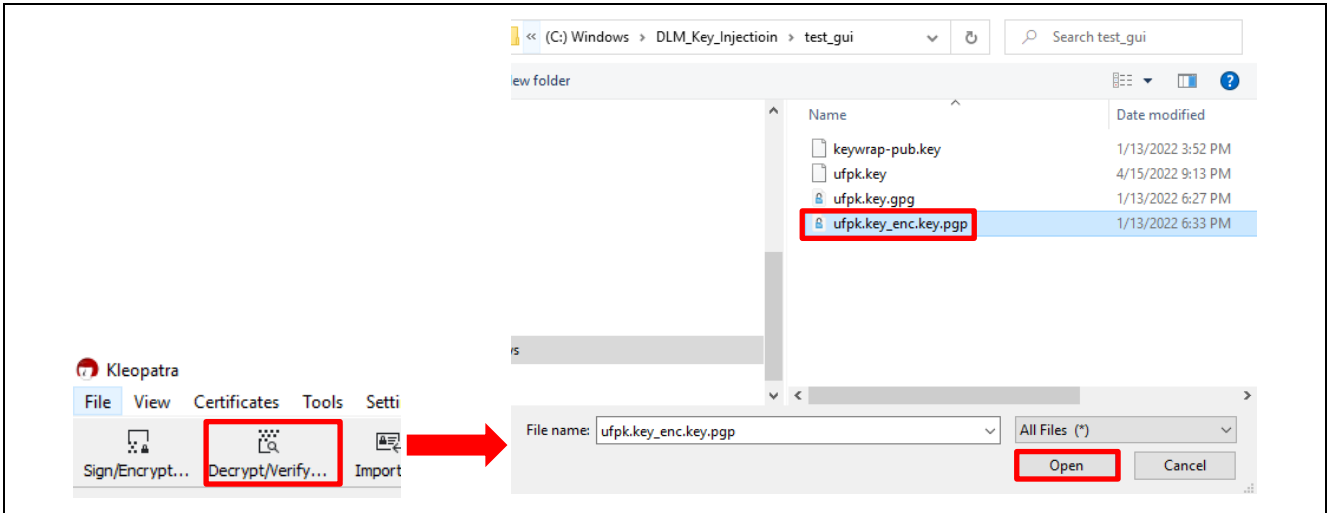 « (C:) Windows › DLM_Key_Injectioin › test_gui
Search test_gui
ew folder
?
Name
Date modified
keywrap-pub.key 1/13/2022 3:52 PM
ufpk.key 4/15/2022 9:13 PM
ufpk.key.gpg 1/13/2022 6:27 PM
ufpk.key_enc.key.pgp 1/13/2022 6:33 PM
vs
Kleopatra
File View Certificates Tools Setti
Sign/Encrypt... Decrypt/Verify... Import
File name: ufpk.key_enc.key.pgp All Files (*)
Open Cancel